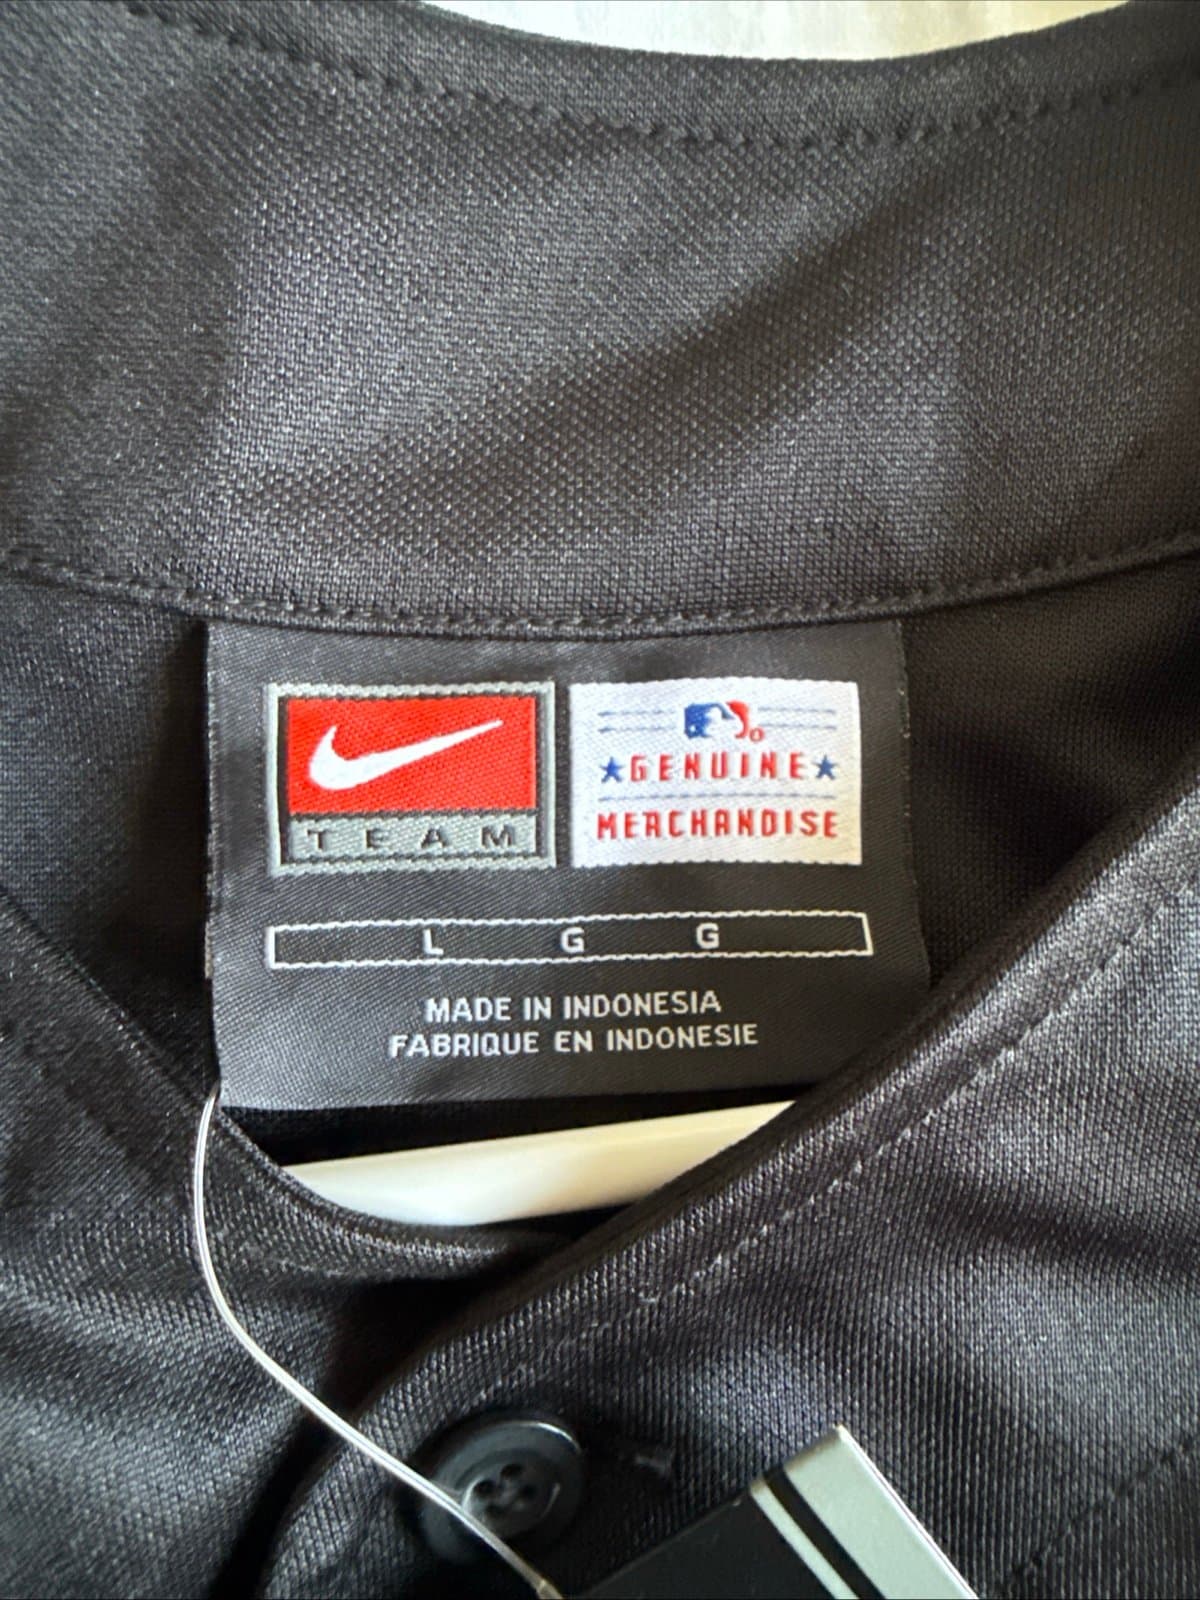 TEAM
GENUINE
MERCHANDISE
L G G
MADE IN INDONESIA
FABRIQUE EN INDONESIE